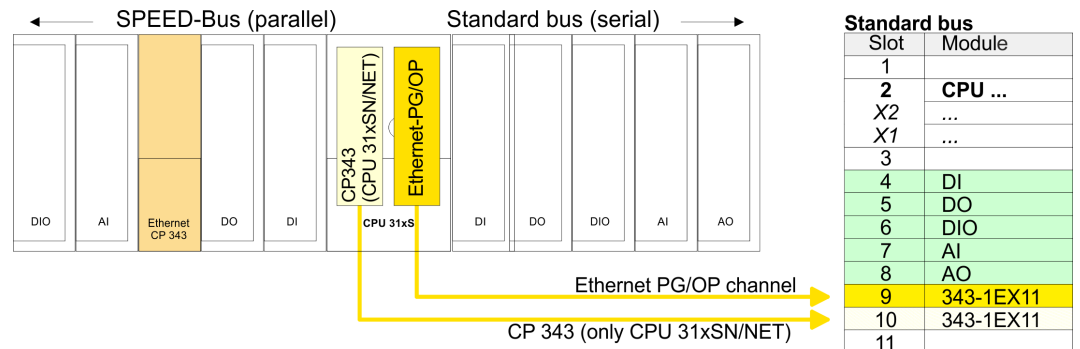 SPEED-Bus (parallel)
Standard bus (serial)
DIO
AI
Ethernet
CP 343
DO
DI
CP343
(CPU 31xSN/NET)
Ethernet-PG/OP
CPU 31xS
DI
DO
DIO
AI
AO
Ethernet PG/OP channel
CP 343 (only CPU 31xSN/NET)
Standard bus
Slot Module
1
2 CPU ...
X2 ...
X1 ...
3
4 DI
5 DO
6 DIO
7 AI
8 AO
9 343-1EX11
10 343-1EX11
11